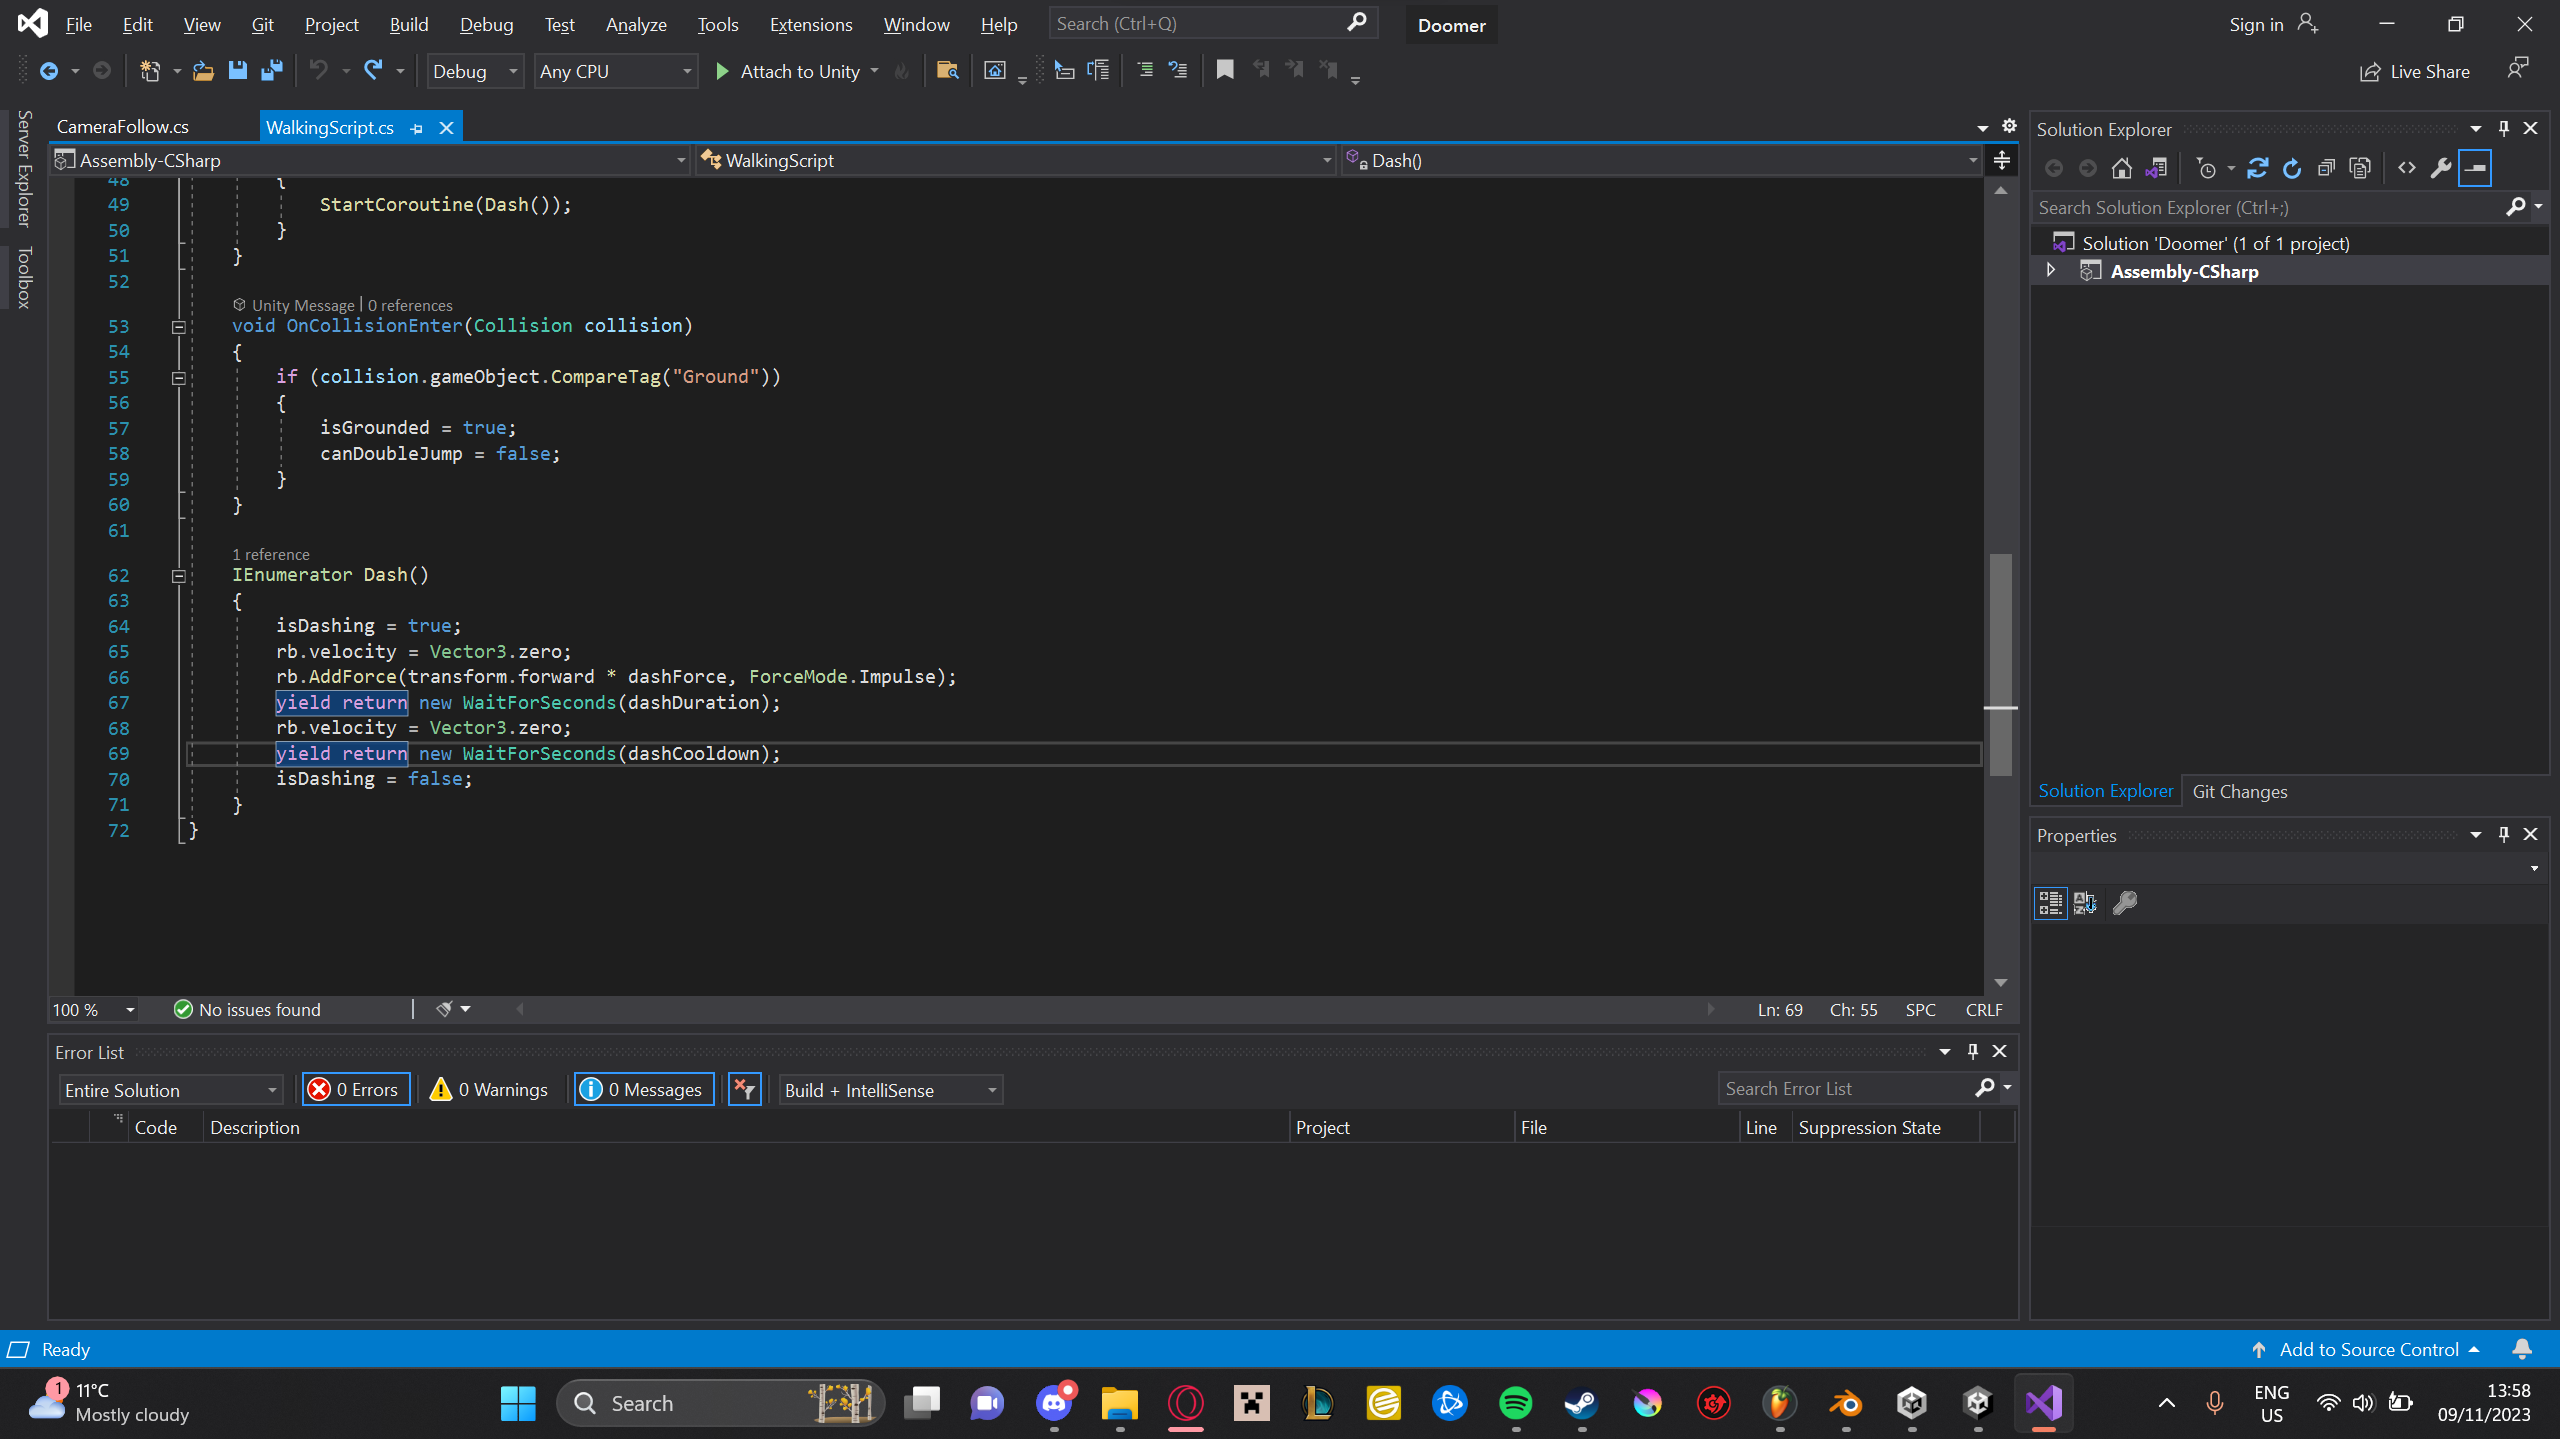 File Edit View Git Project Build Debug Test Analyze Tools Extensions Window Help Search (Ctrl+Q) Doomer Sign in
Debug Any CPU Attach to Unity Live Share
Server Explorer
Toolbox
CameraFollow.cs WalkingScript.cs
Assembly-CSharp WalkingScript Dash()
48 {
49 StartCoroutine(Dash());
50 }
51 }
52
Unity Message | 0 references
53 void OnCollisionEnter(Collision collision)
54 {
55 if (collision.gameObject.CompareTag("Ground"))
56 {
57 isGrounded = true;
58 canDoubleJump = false;
59 }
60 }
61
1 reference
62 IEnumerator Dash()
63 {
64 isDashing = true;
65 rb.velocity = Vector3.zero;
66 rb.AddForce(transform.forward * dashForce, ForceMode.Impulse);
67 yield return new WaitForSeconds(dashDuration);
68 rb.velocity = Vector3.zero;
69 yield return new WaitForSeconds(dashCooldown);
70 isDashing = false;
71 }
72 }
100 % No issues found Ln: 69 Ch: 55 SPC CRLF
Solution Explorer
Search Solution Explorer (Ctrl+;)
Solution 'Doomer' (1 of 1 project)
Assembly-CSharp
Solution Explorer Git Changes
Properties
Error List
Entire Solution 0 Errors 0 Warnings 0 Messages Build + IntelliSense Search Error List
Code Description Project File Line Suppression State
Ready Add to Source Control
1 11°C
Mostly cloudy
Search
ENG
US
13:58
09/11/2023